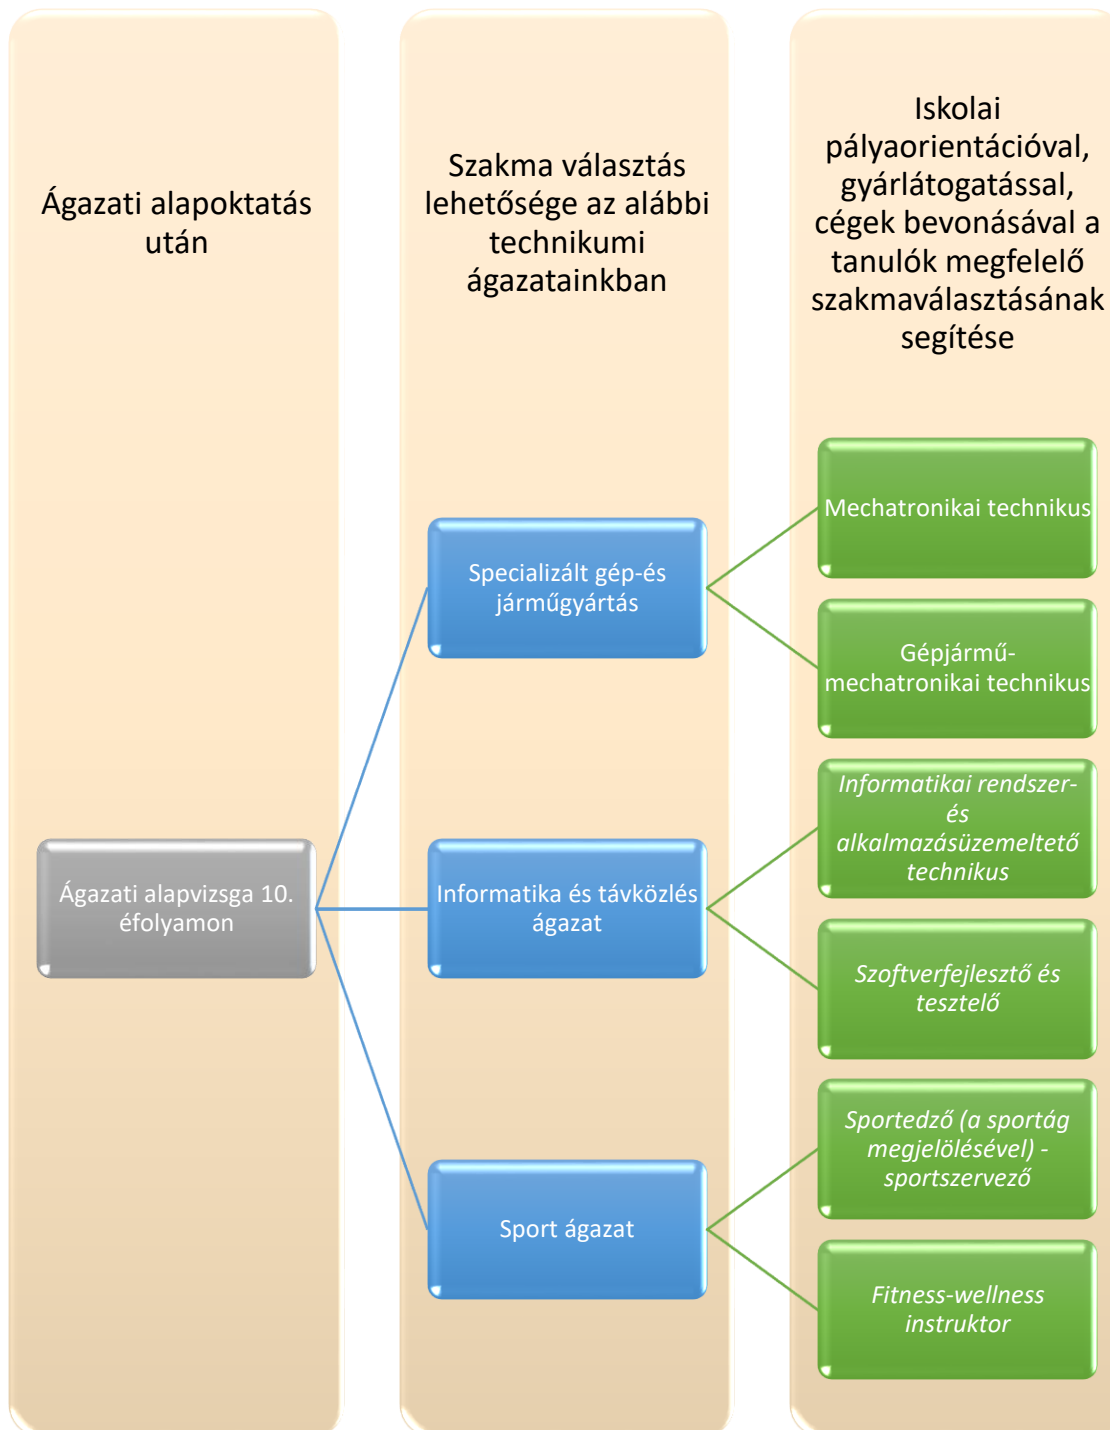 Ágazati alapoktatás
után
Szakma választás
lehetősége az alábbi
technikumi
ágazatainkban
Iskolai
pályaorientációval,
gyárlátogatással,
cégek bevonásával a
tanulók megfelelő
szakmaválasztásának
segítése
Ágazati alapvizsga 10.
éfolyamon
Specializált gép-és
járműgyártás
Mechatronikai technikus
Gépjármű-
mechatronikai technikus
Informatika és távközlés
ágazat
Informatikai rendszer-
és
alkalmazásüzemeltető
technikus
Szoftverfejlesztő és
tesztelő
Sport ágazat
Sportedző (a sportág
megjelölésével) -
sportszervező
Fitness-wellness
instruktor